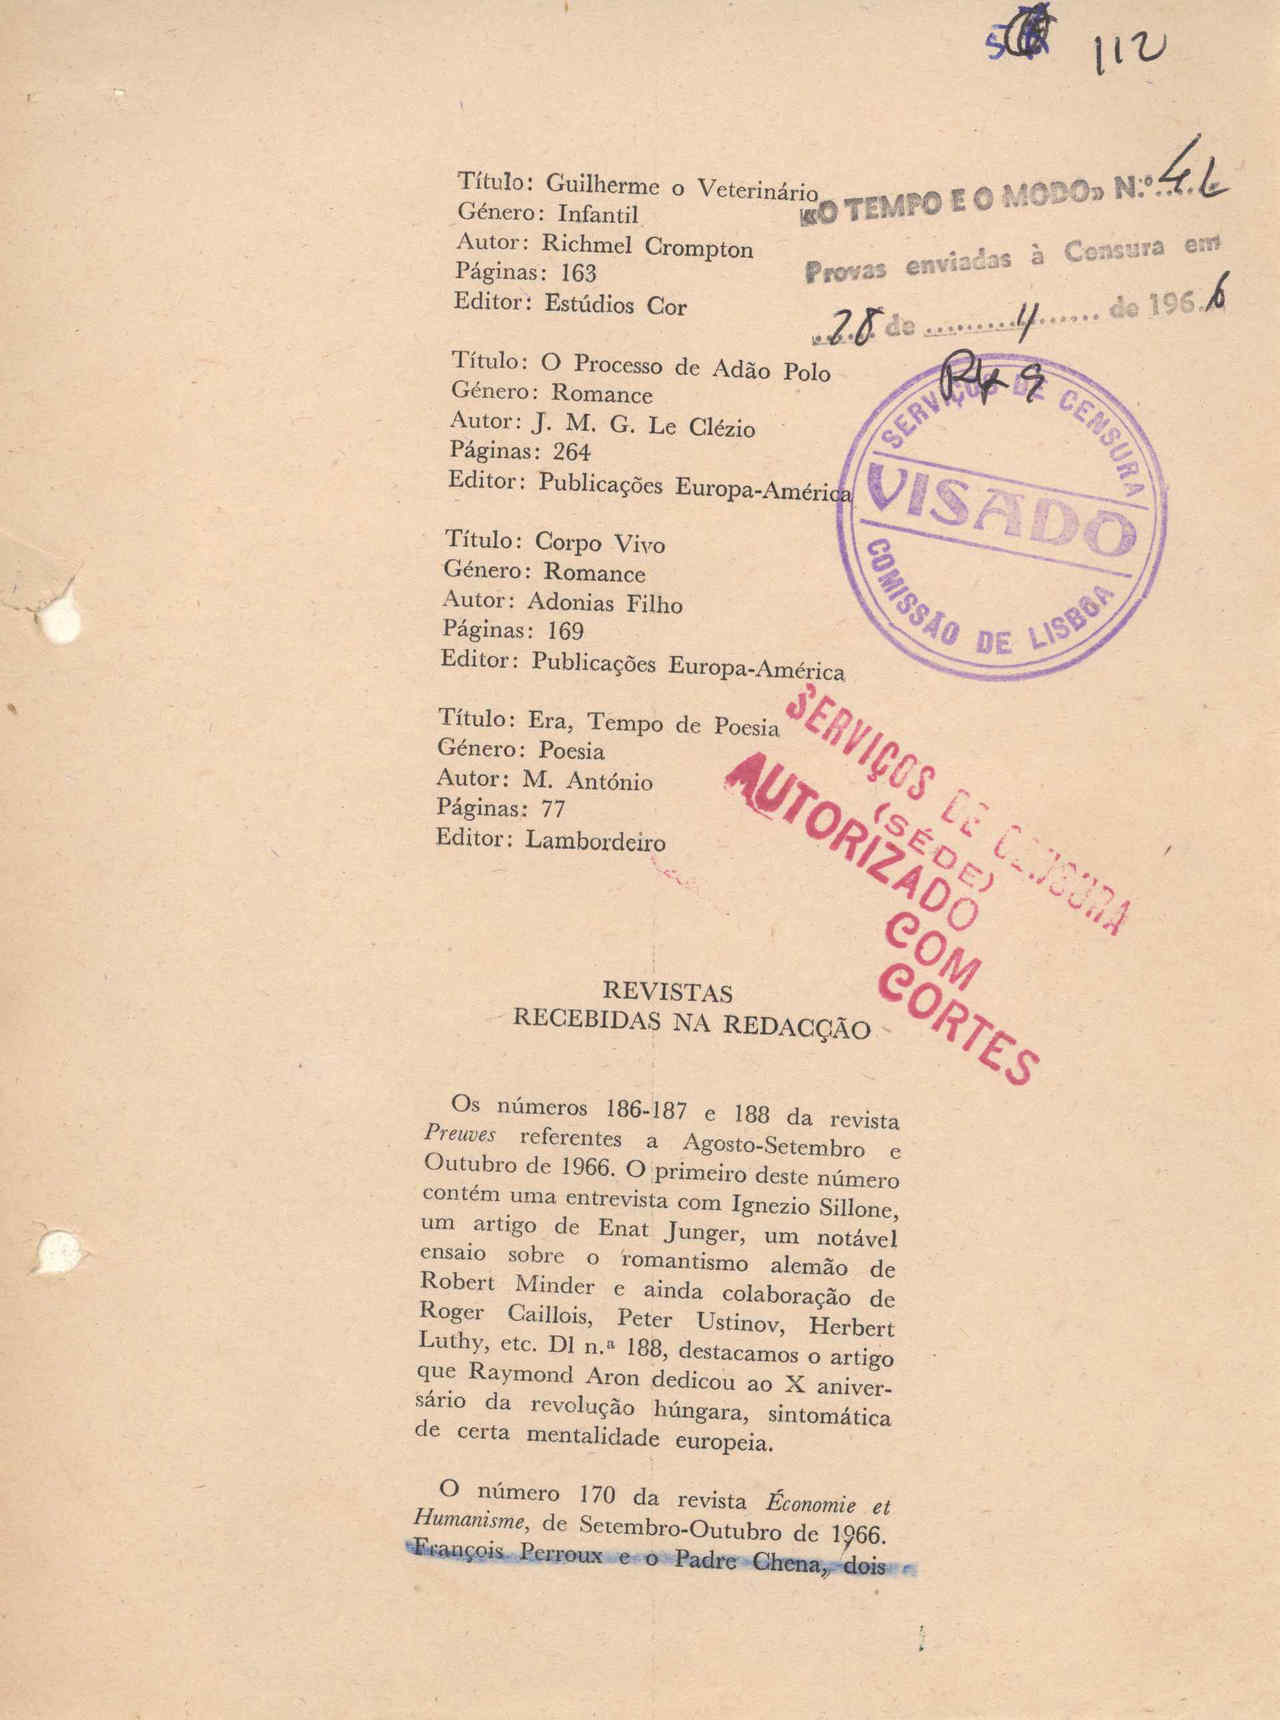 112
Título: Guilherme o Veterinário
Género: Infantil
Autor: Richmel Crompton
Páginas: 163
Editor: Estúdios Cor
«O TEMPO E O MODO» N.º
Provas enviadas à Censura em
28 de 11 de 1966
Título: O Processo de Adão Polo
Género: Romance
Autor: J. M. G. Le Clézio
Páginas: 264
Editor: Publicações Europa-América
SERVIÇOS DE CENSURA
VISADO
COMISSÃO DE LISBOA
Título: Corpo Vivo
Género: Romance
Autor: Adonias Filho
Páginas: 169
Editor: Publicações Europa-América
Título: Era, Tempo de Poesia
Género: Poesia
Autor: M. António
Páginas: 77
Editor: Lambordeiro
SERVIÇOS DE CENSURA
(SÉDE)
AUTORIZADO
COM
CORTES
REVISTAS
RECEBIDAS NA REDACÇÃO
Os números 186-187 e 188 da revista
Preuves referentes a Agosto-Setembro e
Outubro de 1966. O primeiro deste número
contém uma entrevista com Ignezio Sillone,
um artigo de Enat Junger, um notável
ensaio sobre o romantismo alemão de
Robert Minder e ainda colaboração de
Roger Caillois, Peter Ustinov, Herbert
Luthy, etc. Dl n.ª 188, destacamos o artigo
que Raymond Aron dedicou ao X aniver-
sário da revolução húngara, sintomática
de certa mentalidade europeia.
O número 170 da revista Économie et
Humanisme, de Setembro-Outubro de 1966.
François Perroux e o Padre Chena, dois